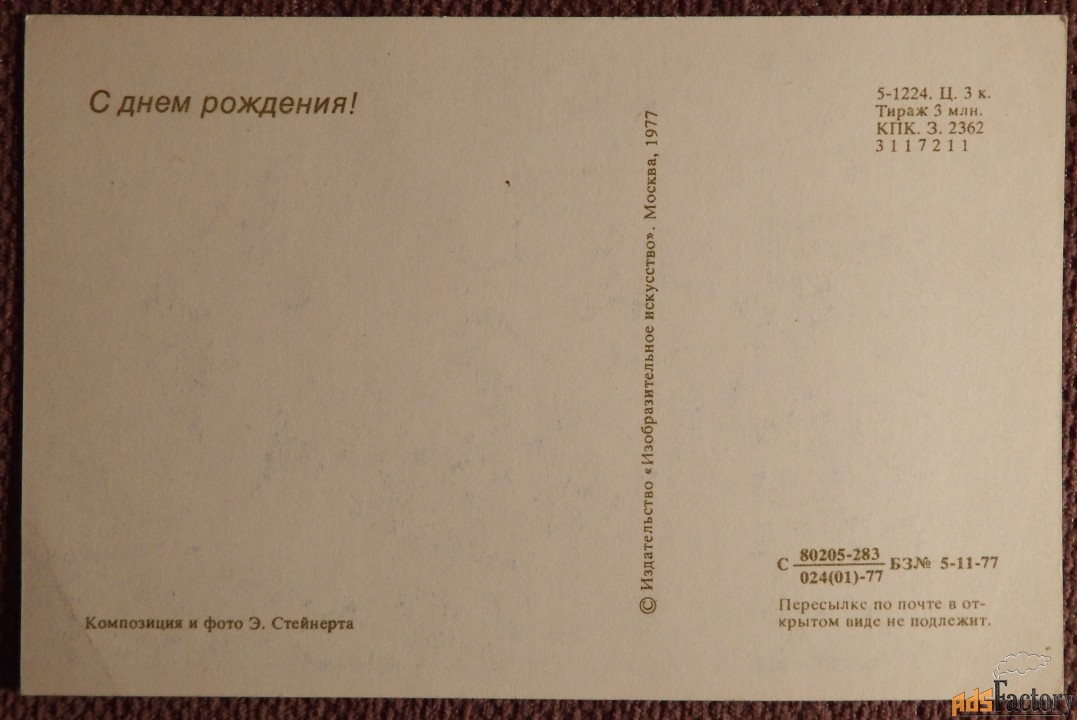 С днем рождения!
5-1224. Ц. 3 к.
Тираж 3 млн.
КПК. З. 2362
3117211
© Издательство «Изобразительное искусство». Москва, 1977
С 80205-283 БЗ№ 5-11-77
024(01)-77
Пересылке по почте в от-
крытом виде не подлежит.
Композиция и фото Э. Стейнерта
adsFactory